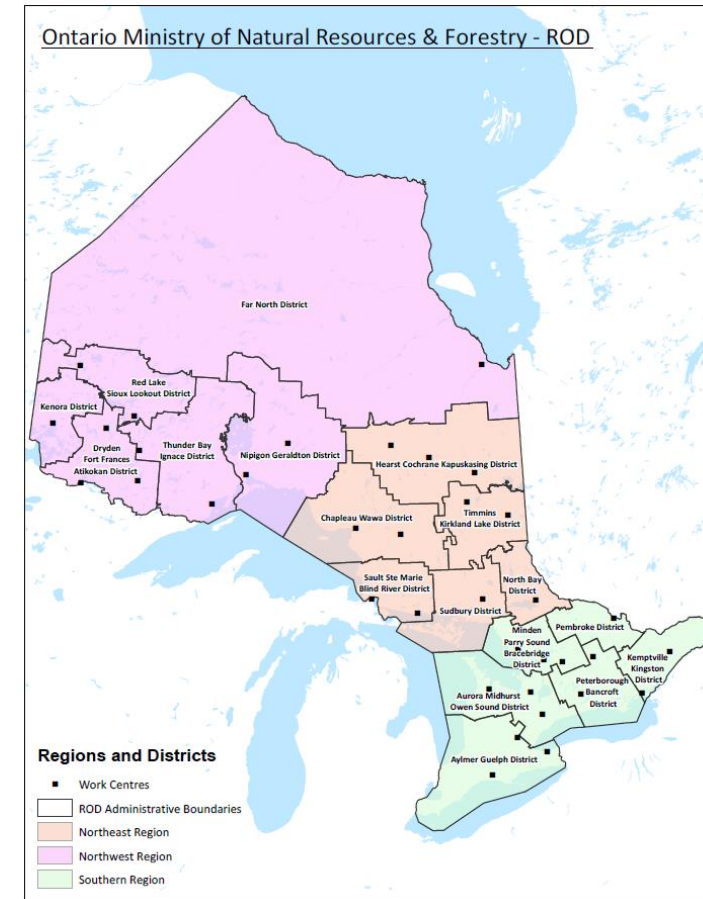 Ontario Ministry of Natural Resources & Forestry - ROD
Far North District
Red Lake
Sioux Lookout District
Kenora District
Dryden
Fort Frances
Atikokan District
Thunder Bay
Ignace District
Nipigon Geraldton District
Hearst Cochrane Kapuskasing District
Chapleau Wawa District
Timmins
Kirkland Lake District
Sault Ste Marie
Blind River District
Sudbury District
North Bay
District
Pembroke District
Minden
Parry Sound
Bracebridge
District
Kemptville
Kingston
District
Peterborough
Bancroft
District
Aurora Midhurst
Owen Sound District
Aylmer Guelph District
Regions and Districts
Work Centres
ROD Administrative Boundaries
Northeast Region
Northwest Region
Southern Region